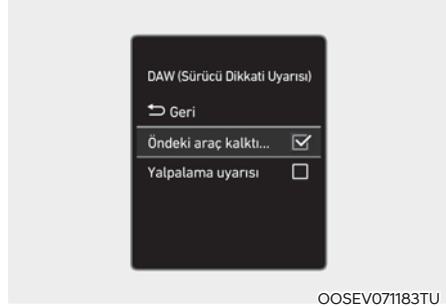 DAW (Sürücü Dikkati Uyarısı)
Geri
Öndeki araç kalktı...
Yalpalama uyarısı
OOSEV071183TU